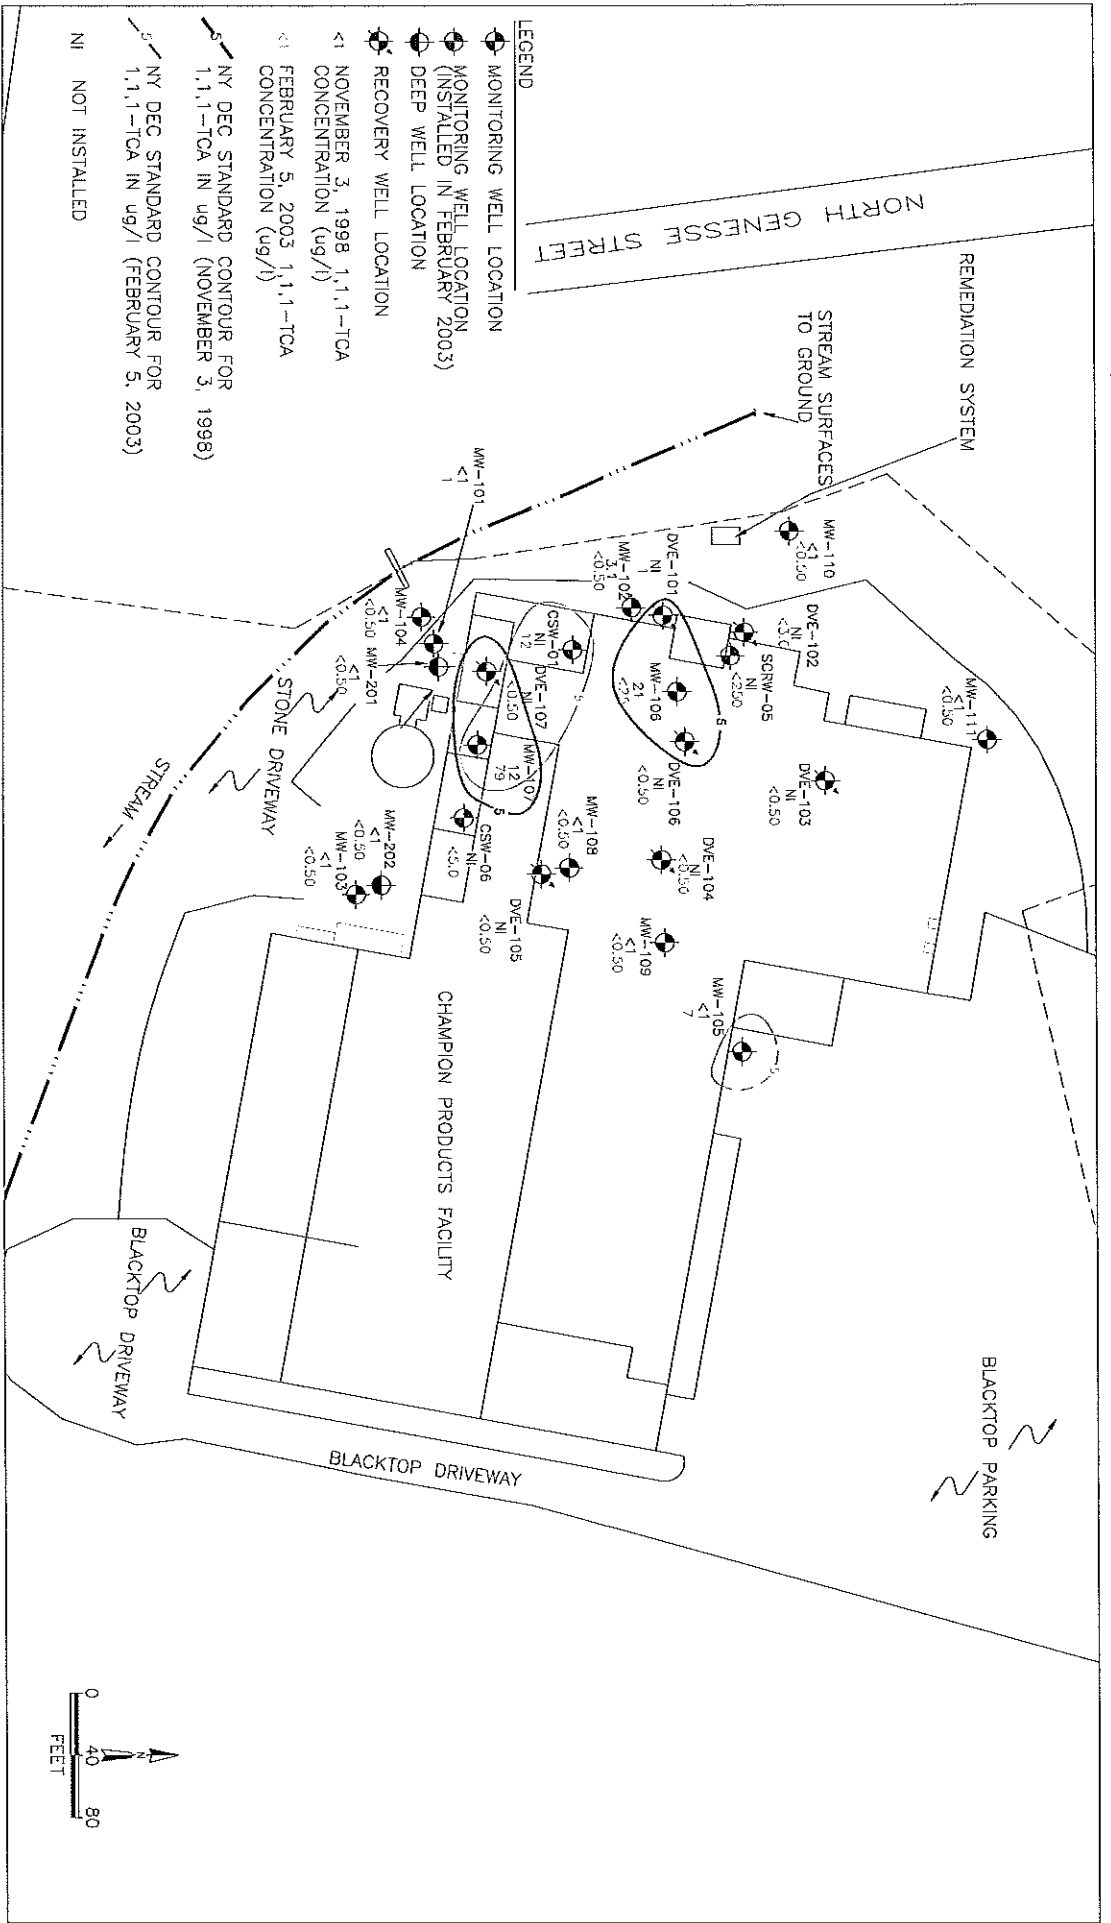 LEGEND
MONITORING WELL LOCATION
MONITORING WELL LOCATION
(INSTALLED IN FEBRUARY 2003)
DEEP WELL LOCATION
RECOVERY WELL LOCATION
<1 NOVEMBER 3, 1998 1,1,1-TCA
CONCENTRATION (ug/l)
<1 FEBRUARY 5, 2003 1,1,1-TCA
CONCENTRATION (ug/l)
5 NY DEC STANDARD CONTOUR FOR
1,1,1-TCA IN ug/l (NOVEMBER 3, 1998)
5 NY DEC STANDARD CONTOUR FOR
1,1,1-TCA IN ug/l (FEBRUARY 5, 2003)
NI NOT INSTALLED
NORTH GENESSE STREET
REMEDIATION SYSTEM
STREAM SURFACES
TO GROUND
MW-110
<1
<0.50
DVE-102
NI
MW-111
<1
<0.50
DVE-101
NI
1
MW-102
3.1
<0.50
SCRW-05
NI
<250
DVE-103
NI
<0.50
MW-106
21
5
DVE-106
NI
<0.50
DVE-104
NI
<0.50
MW-109
<1
<0.50
MW-105
<1
7
5
CSW-01
NI
12
5
DVE-107
NI
<0.50
MW-107
12
79
5
MW-108
<1
<0.50
DVE-105
NI
<0.50
CSW-06
NI
<5.0
MW-101
<1
1
MW-104
<1
<0.50
MW-201
<1
<0.50
MW-202
<1
<0.50
MW-103
<1
<0.50
STONE DRIVEWAY
STREAM
CHAMPION PRODUCTS FACILITY
BLACKTOP DRIVEWAY
BLACKTOP DRIVEWAY
BLACKTOP PARKING
N
0 40 80
FEET